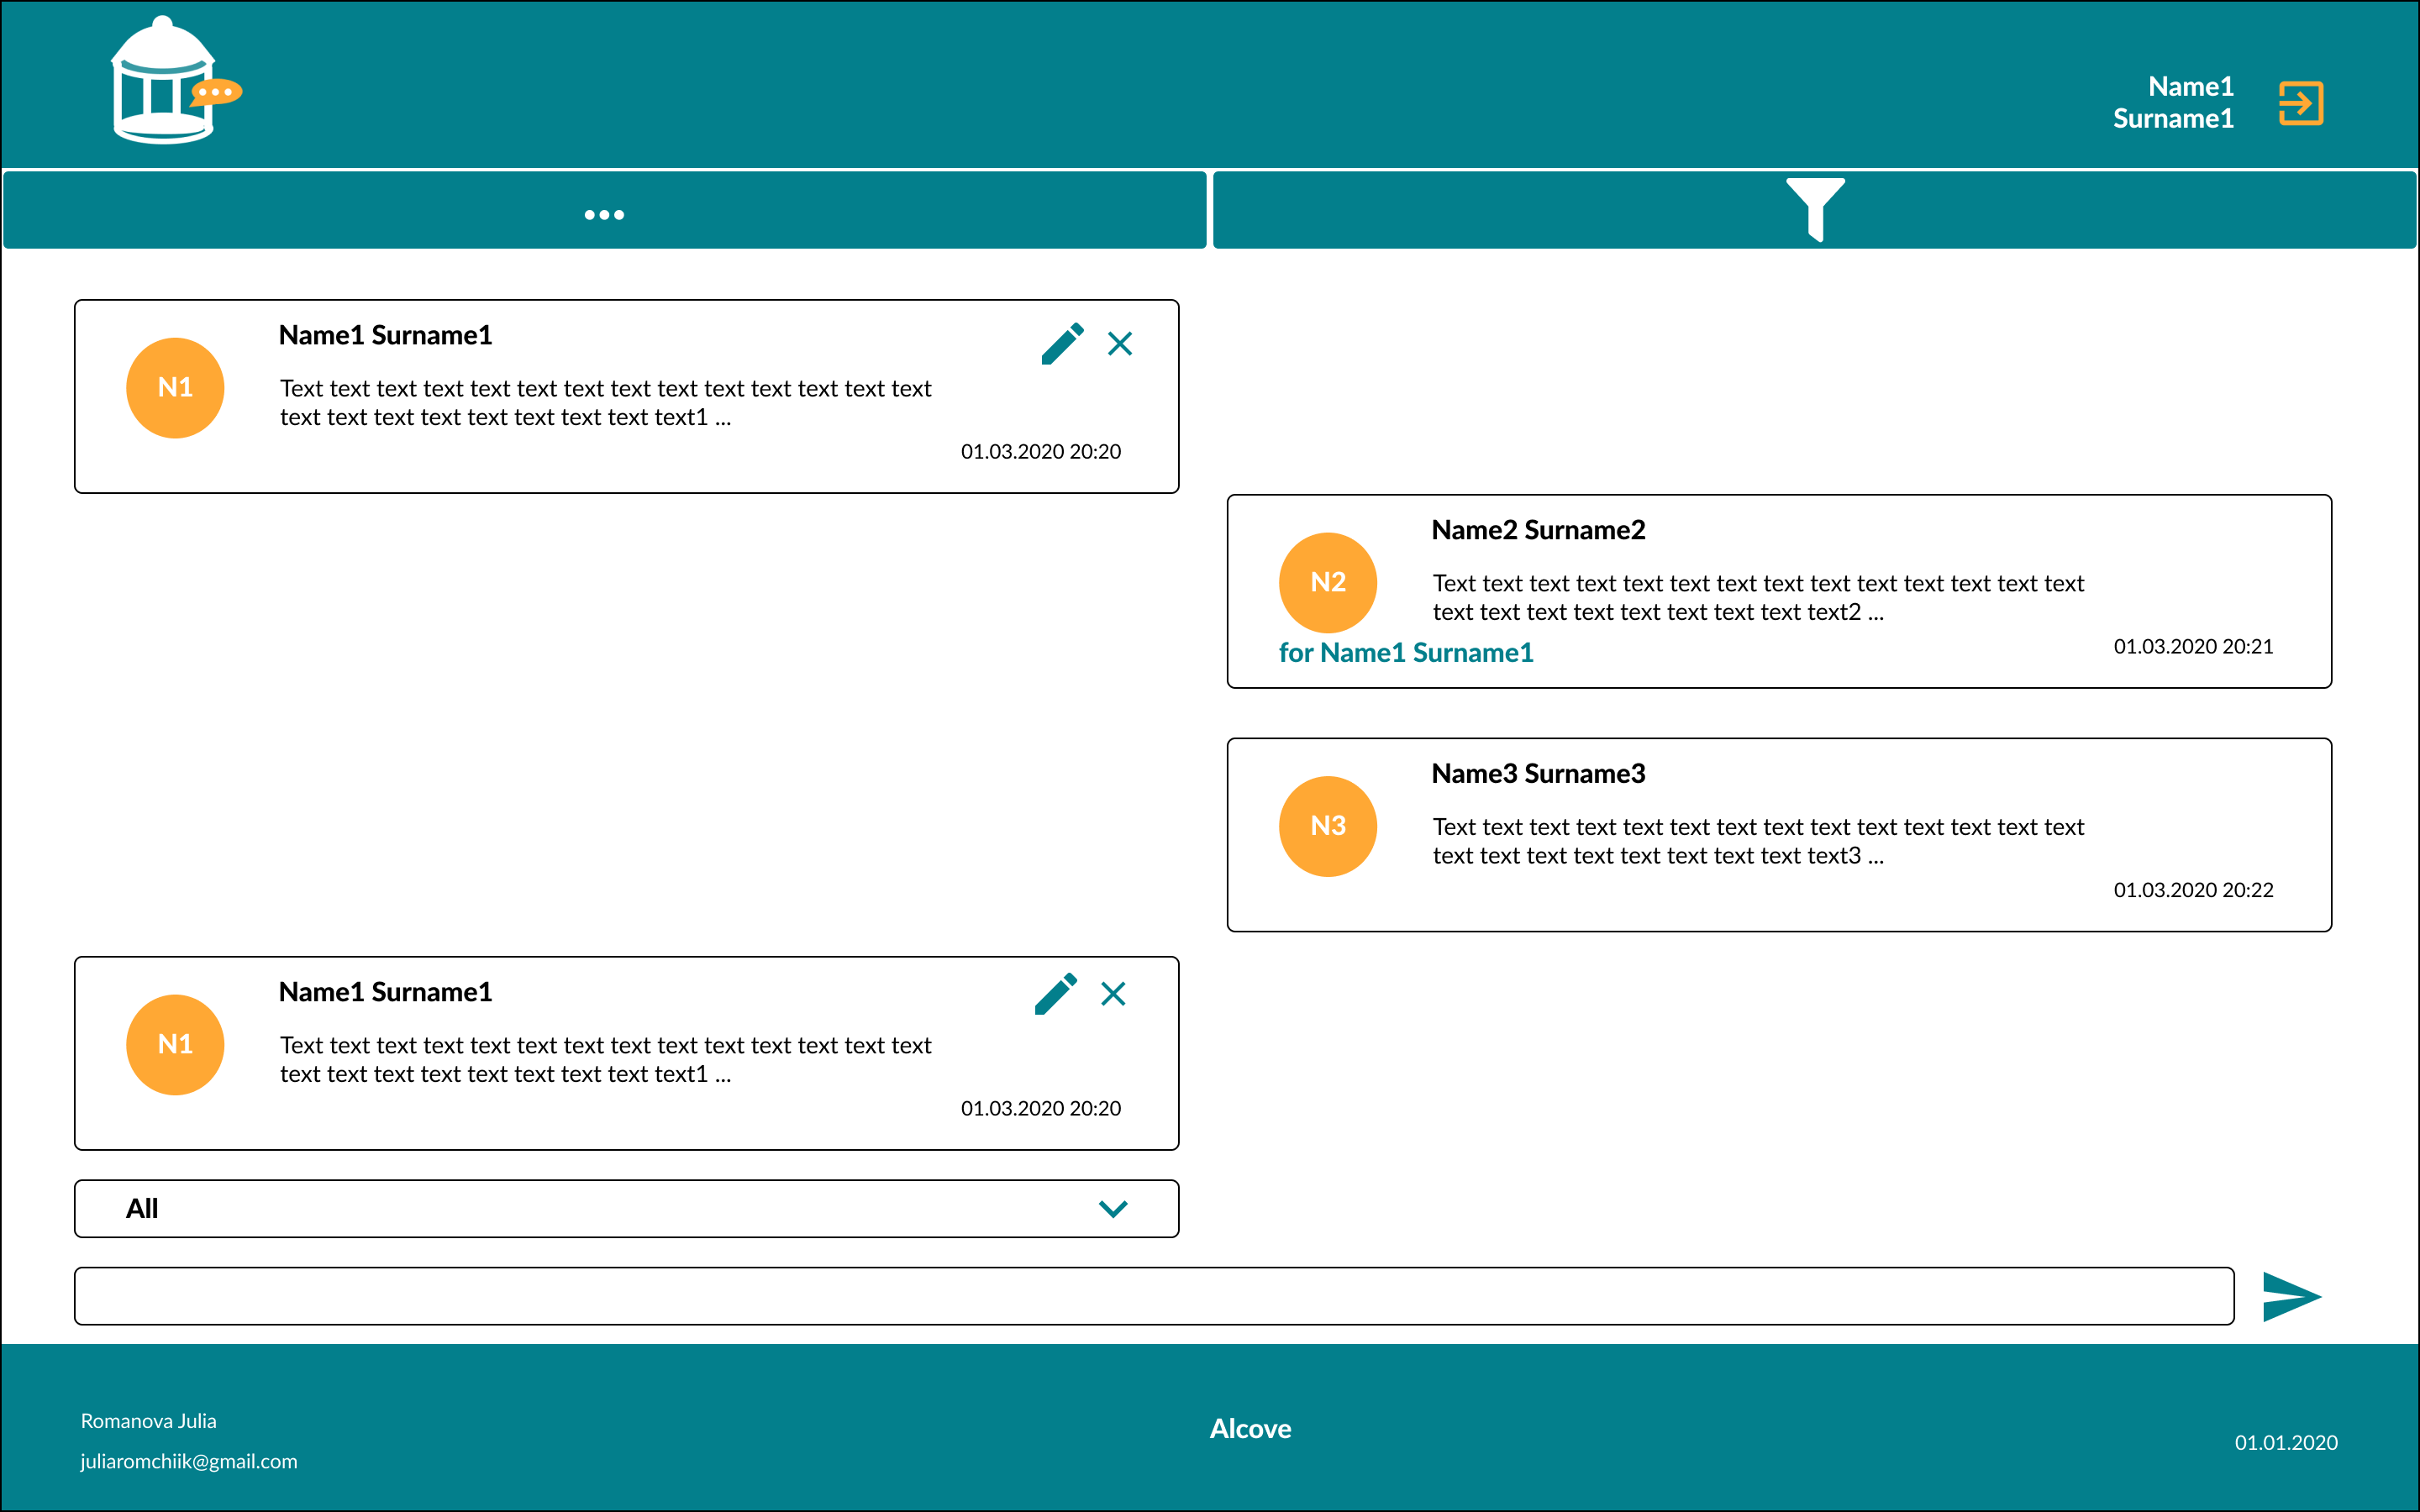 Name1
Surname1
Name1 Surname1
N1
Text text text text text text text text text text text text text text
text text text text text text text text text1 ...
01.03.2020 20:20
Name2 Surname2
N2
Text text text text text text text text text text text text text text
text text text text text text text text text2 ...
for Name1 Surname1
01.03.2020 20:21
Name3 Surname3
N3
Text text text text text text text text text text text text text text
text text text text text text text text text3 ...
01.03.2020 20:22
Name1 Surname1
N1
Text text text text text text text text text text text text text text
text text text text text text text text text1 ...
01.03.2020 20:20
All
Romanova Julia
juliaromchiik@gmail.com
Alcove
01.01.2020